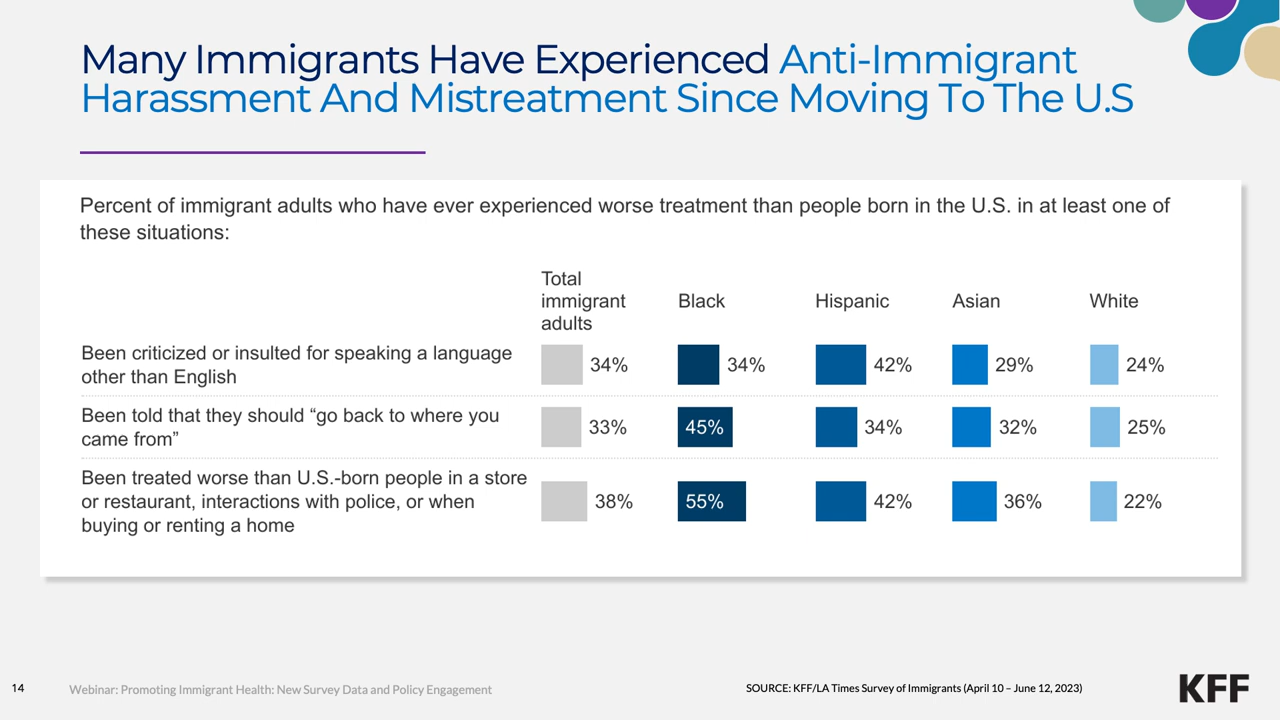 Many Immigrants Have Experienced Anti-Immigrant
Harassment And Mistreatment Since Moving To The U.S
Percent of immigrant adults who have ever experienced worse treatment than people born in the U.S. in at least one of
these situations:
Total
immigrant
adults
Black
Hispanic
Asian
White
Been criticized or insulted for speaking a language
other than English
34%
34%
42%
29%
24%
Been told that they should “go back to where you
came from”
33%
45%
34%
32%
25%
Been treated worse than U.S.-born people in a store
or restaurant, interactions with police, or when
buying or renting a home
38%
55%
42%
36%
22%
14
Webinar: Promoting Immigrant Health: New Survey Data and Policy Engagement
SOURCE: KFF/LA Times Survey of Immigrants (April 10 – June 12, 2023)
KFF